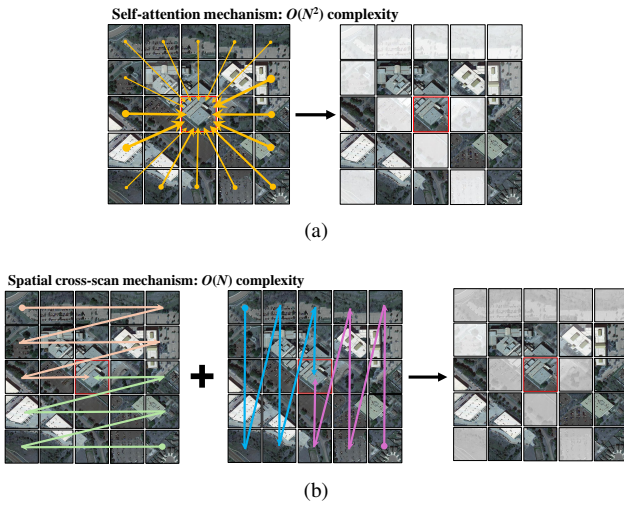 Self-attention mechanism: O(N²) complexity
(a)
Spatial cross-scan mechanism: O(N) complexity
(b)